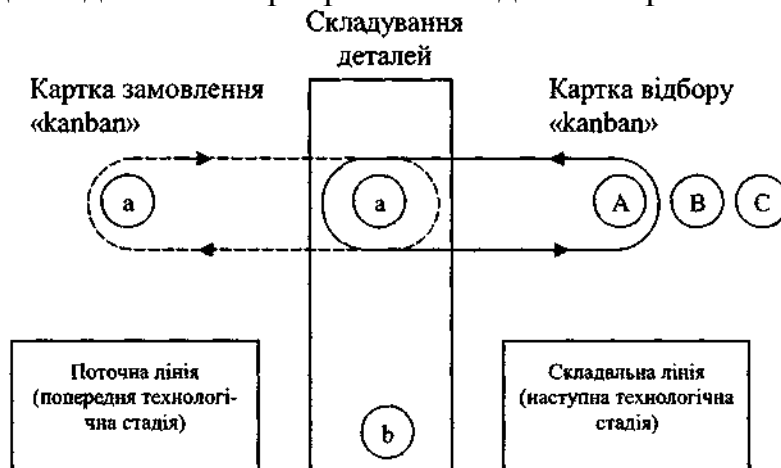 Складування
деталей
Картка замовлення
«kanban»
Картка відбору
«kanban»
a
a
A
B
C
Поточна лінія
(попередня технологі-
чна стадія)
Складальна лінія
(наступна технологічна
стадія)
b